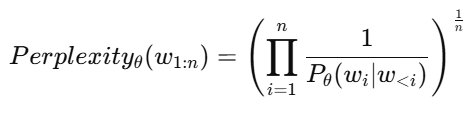 Perplexity_θ(w_{1:n}) = (∏_{i=1}^{n} 1/P_θ(w_i|w_{<i}))^{1/n}